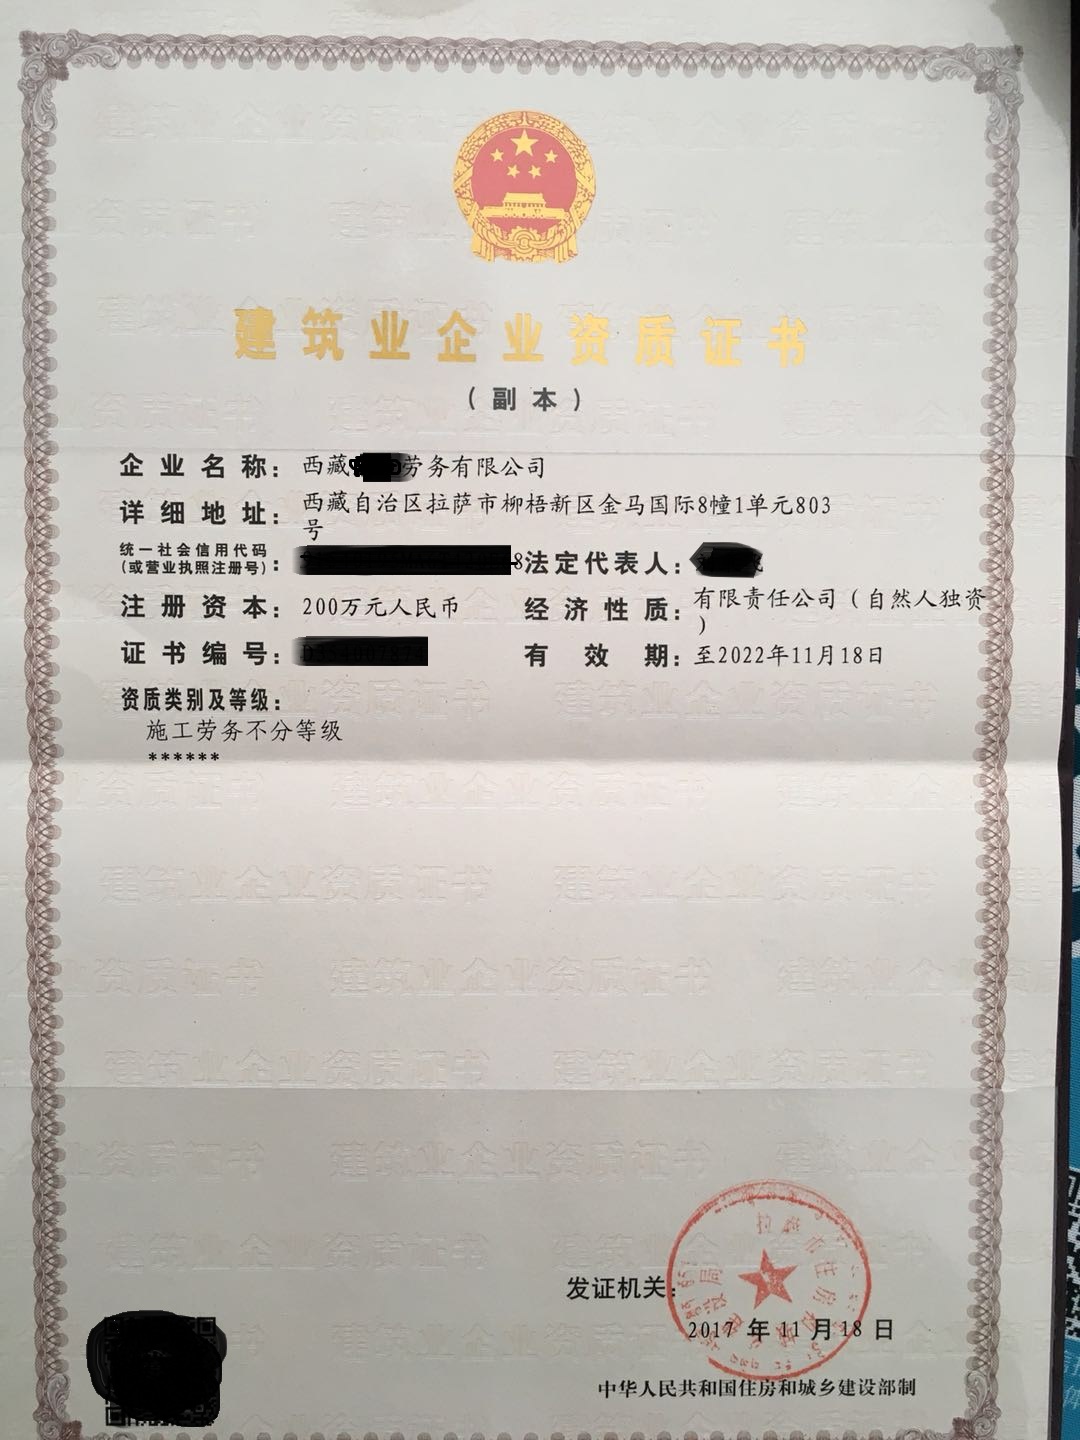 建筑业企业资质证书
（副本）
企业名称：西藏 劳务有限公司
详细地址：西藏自治区拉萨市柳梧新区金马国际8幢1单元803
号
统一社会信用代码
（或营业执照注册号）： 8 法定代表人：
注册资本：200万元人民币 经济性质：有限责任公司（自然人独资
）
证书编号： 有效期：至2022年11月18日
资质类别及等级：
施工劳务不分等级
******
发证机关：
2017 年 11 月 18 日
中华人民共和国住房和城乡建设部制